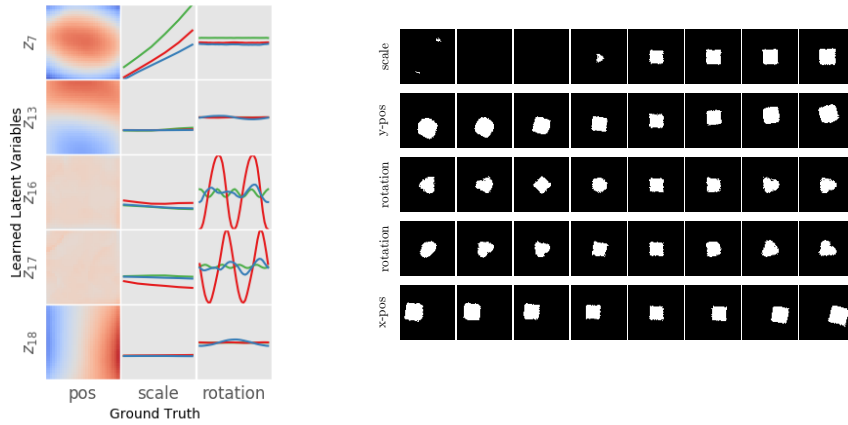 Learned Latent Variables
Z7
Z13
Z16
Z17
Z18
pos scale rotation
Ground Truth
scale
y-pos
rotation
rotation
x-pos